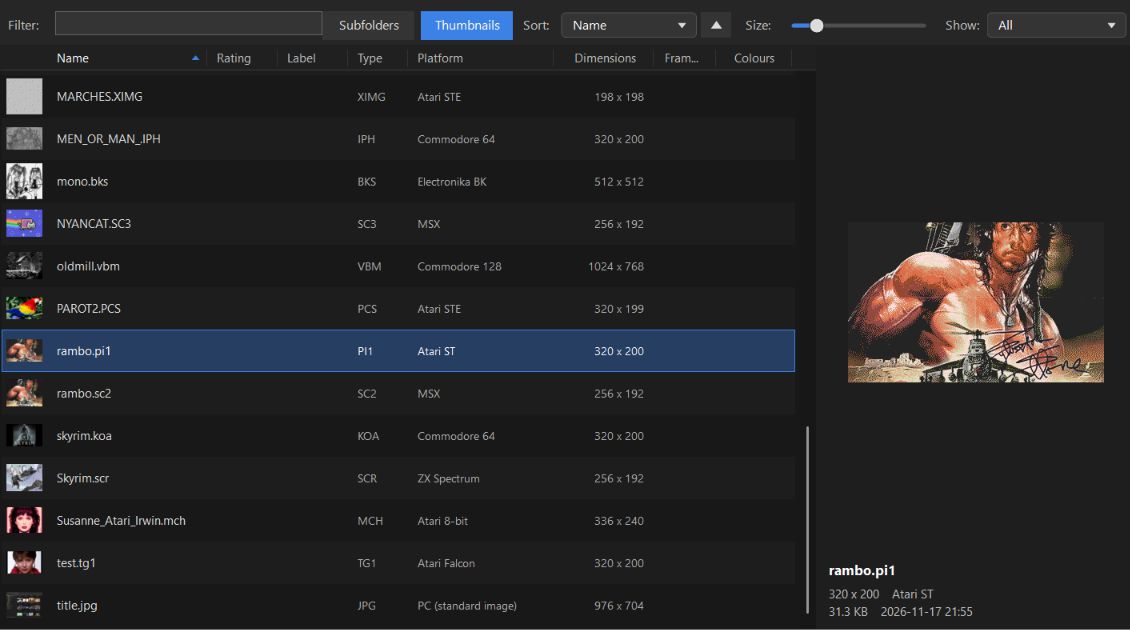 Filter: Subfolders Thumbnails Sort: Name Size: Show: All
Name Rating Label Type Platform Dimensions Fram... Colours
MARCHES.XIMG XIMG Atari STE 198 x 198
MEN_OR_MAN_.IPH IPH Commodore 64 320 x 200
mono.bks BKS Electronika BK 512 x 512
NYANCAT.SC3 SC3 MSX 256 x 192
oldmill.vbm VBM Commodore 128 1024 x 768
PAROT2.PCS PCS Atari STE 320 x 199
rambo.pi1 PI1 Atari ST 320 x 200
rambo.sc2 SC2 MSX 256 x 192
skyrim.koa KOA Commodore 64 320 x 200
Skyrim.scr SCR ZX Spectrum 256 x 192
Susanne_Atari_Irwin.mch MCH Atari 8-bit 336 x 240
test.tg1 TG1 Atari Falcon 320 x 200
title.jpg JPG PC (standard image) 976 x 704
rambo.pi1
320 x 200 Atari ST
31.3 KB 2026-11-17 21:55